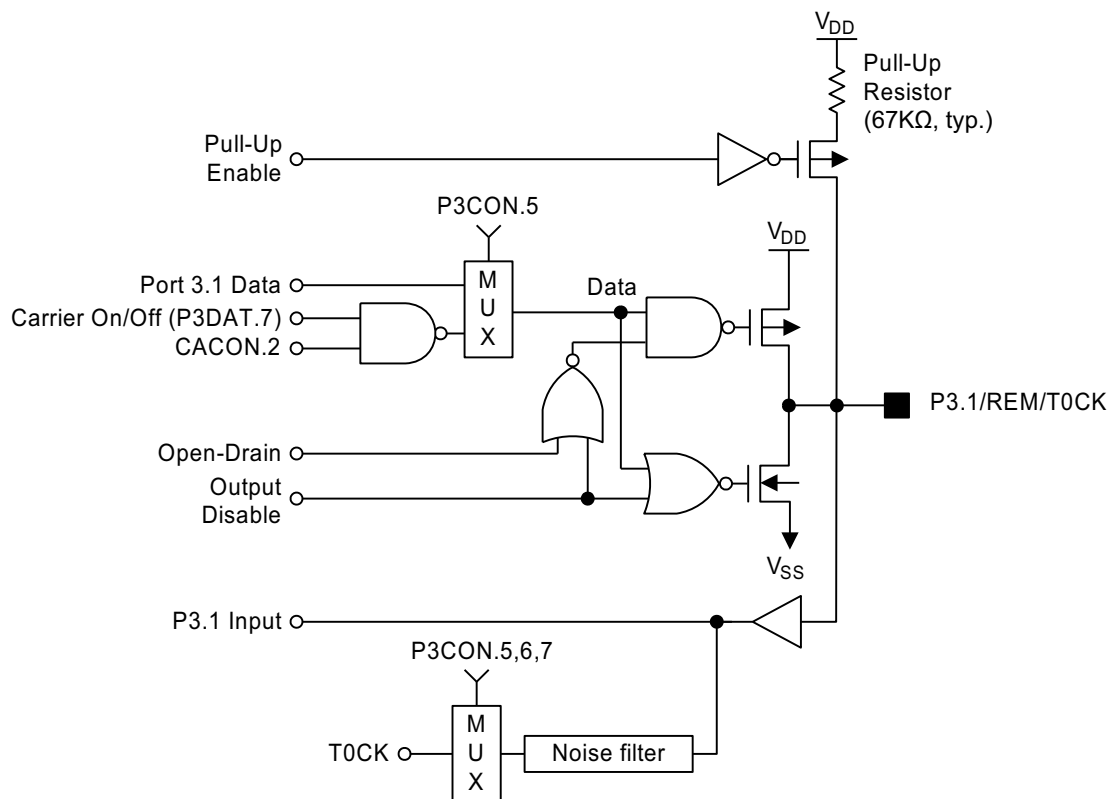 VDD
Pull-Up
Resistor
(67KΩ, typ.)
Pull-Up
Enable
P3CON.5
VDD
Port 3.1 Data
M
U
X
Data
Carrier On/Off (P3DAT.7)
CACON.2
P3.1/REM/T0CK
Open-Drain
Output
Disable
VSS
P3.1 Input
P3CON.5,6,7
M
U
X
T0CK
Noise filter